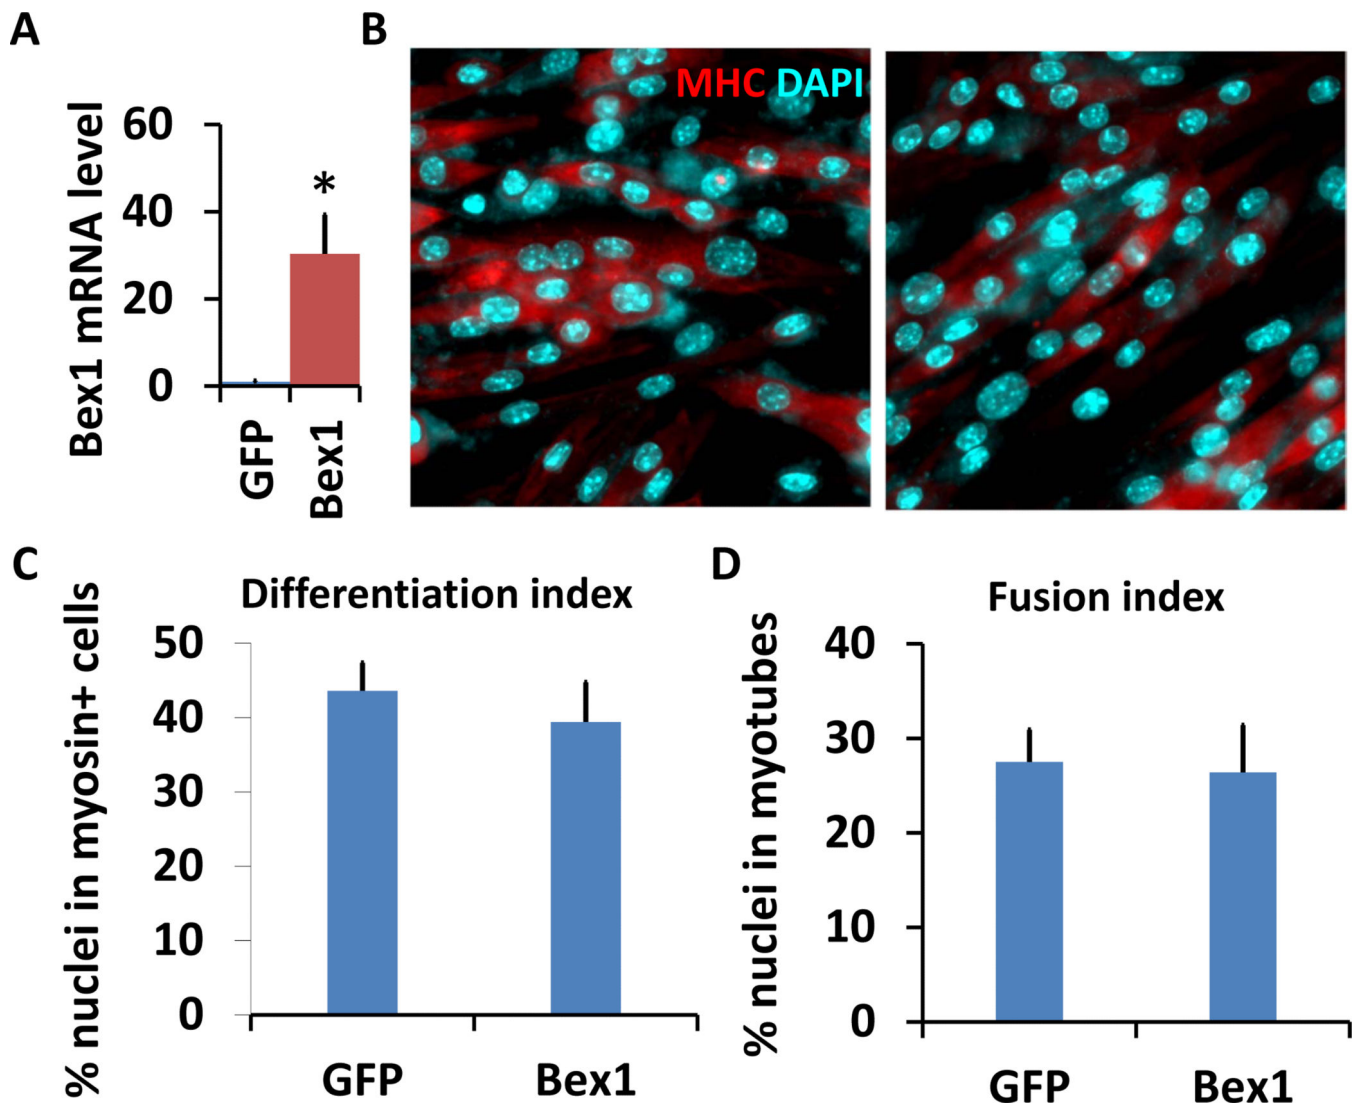 A
Bex1 mRNA level
60
40
20
0
*
GFP
Bex1
B
MHC DAPI
C
Differentiation index
% nuclei in myosin+ cells
50
40
30
20
10
0
GFP
Bex1
D
Fusion index
% nuclei in myotubes
40
30
20
10
0
GFP
Bex1